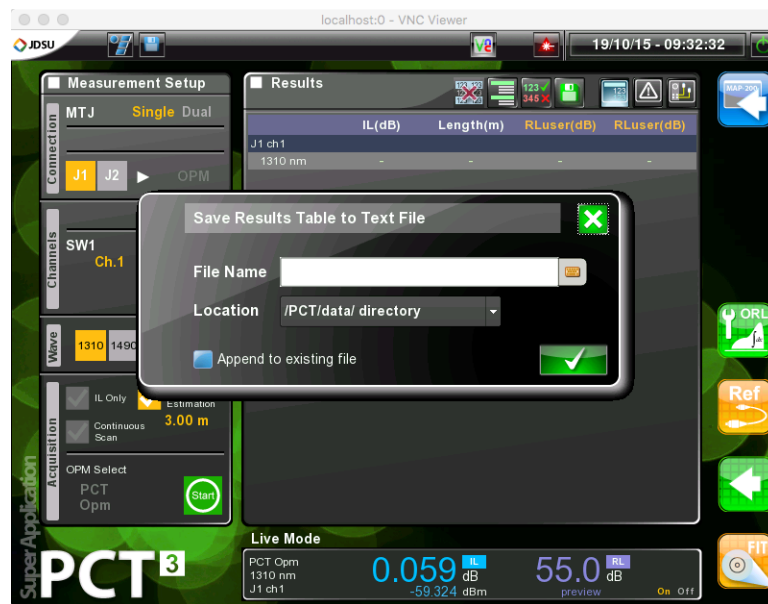 localhost:0 - VNC Viewer
JDSU
19/10/15 - 09:32:32
Measurement Setup
Connection
MTJ Single Dual
J1 J2 OPM
Channels
SW1
Ch.1
Wave
1310 1490
Acquisition
IL Only
Estimation
Continuous Scan
3.00 m
OPM Select
PCT
Opm
Start
Results
123
345
123
MAP-200
IL(dB) Length(m) RLuser(dB) RLuser(dB)
J1 ch1
1310 nm - - - -
Save Results Table to Text File
File Name
Location /PCT/data/ directory
Append to existing file
ORL
Ref
FIT
Super Application
PCT3
Live Mode
PCT Opm
1310 nm
J1 ch1
0.059 IL dB
-59.324 dBm
55.0 RL dB
preview
On Off